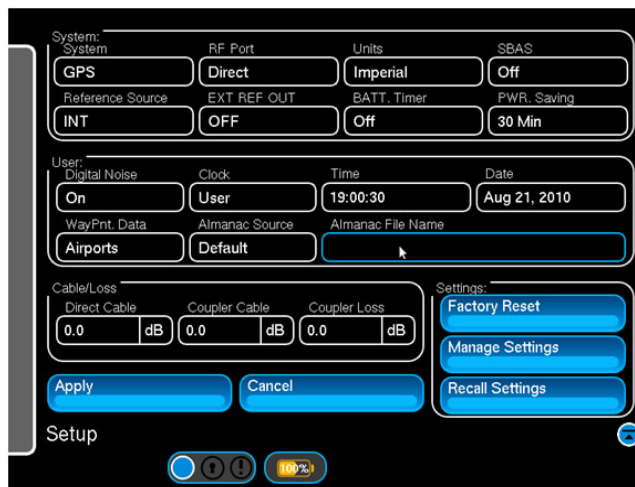 System:
System RF Port Units SBAS
GPS Direct Imperial Off
Reference Source EXT REF OUT BATT. Timer PWR. Saving
INT OFF Off 30 Min
User:
Digital Noise Clock Time Date
On User 19:00:30 Aug 21, 2010
WayPnt. Data Almanac Source Almanac File Name
Airports Default
Cable/Loss
Direct Cable Coupler Cable Coupler Loss
0.0 dB 0.0 dB 0.0 dB
Settings:
Factory Reset
Manage Settings
Recall Settings
Apply Cancel
Setup
100%